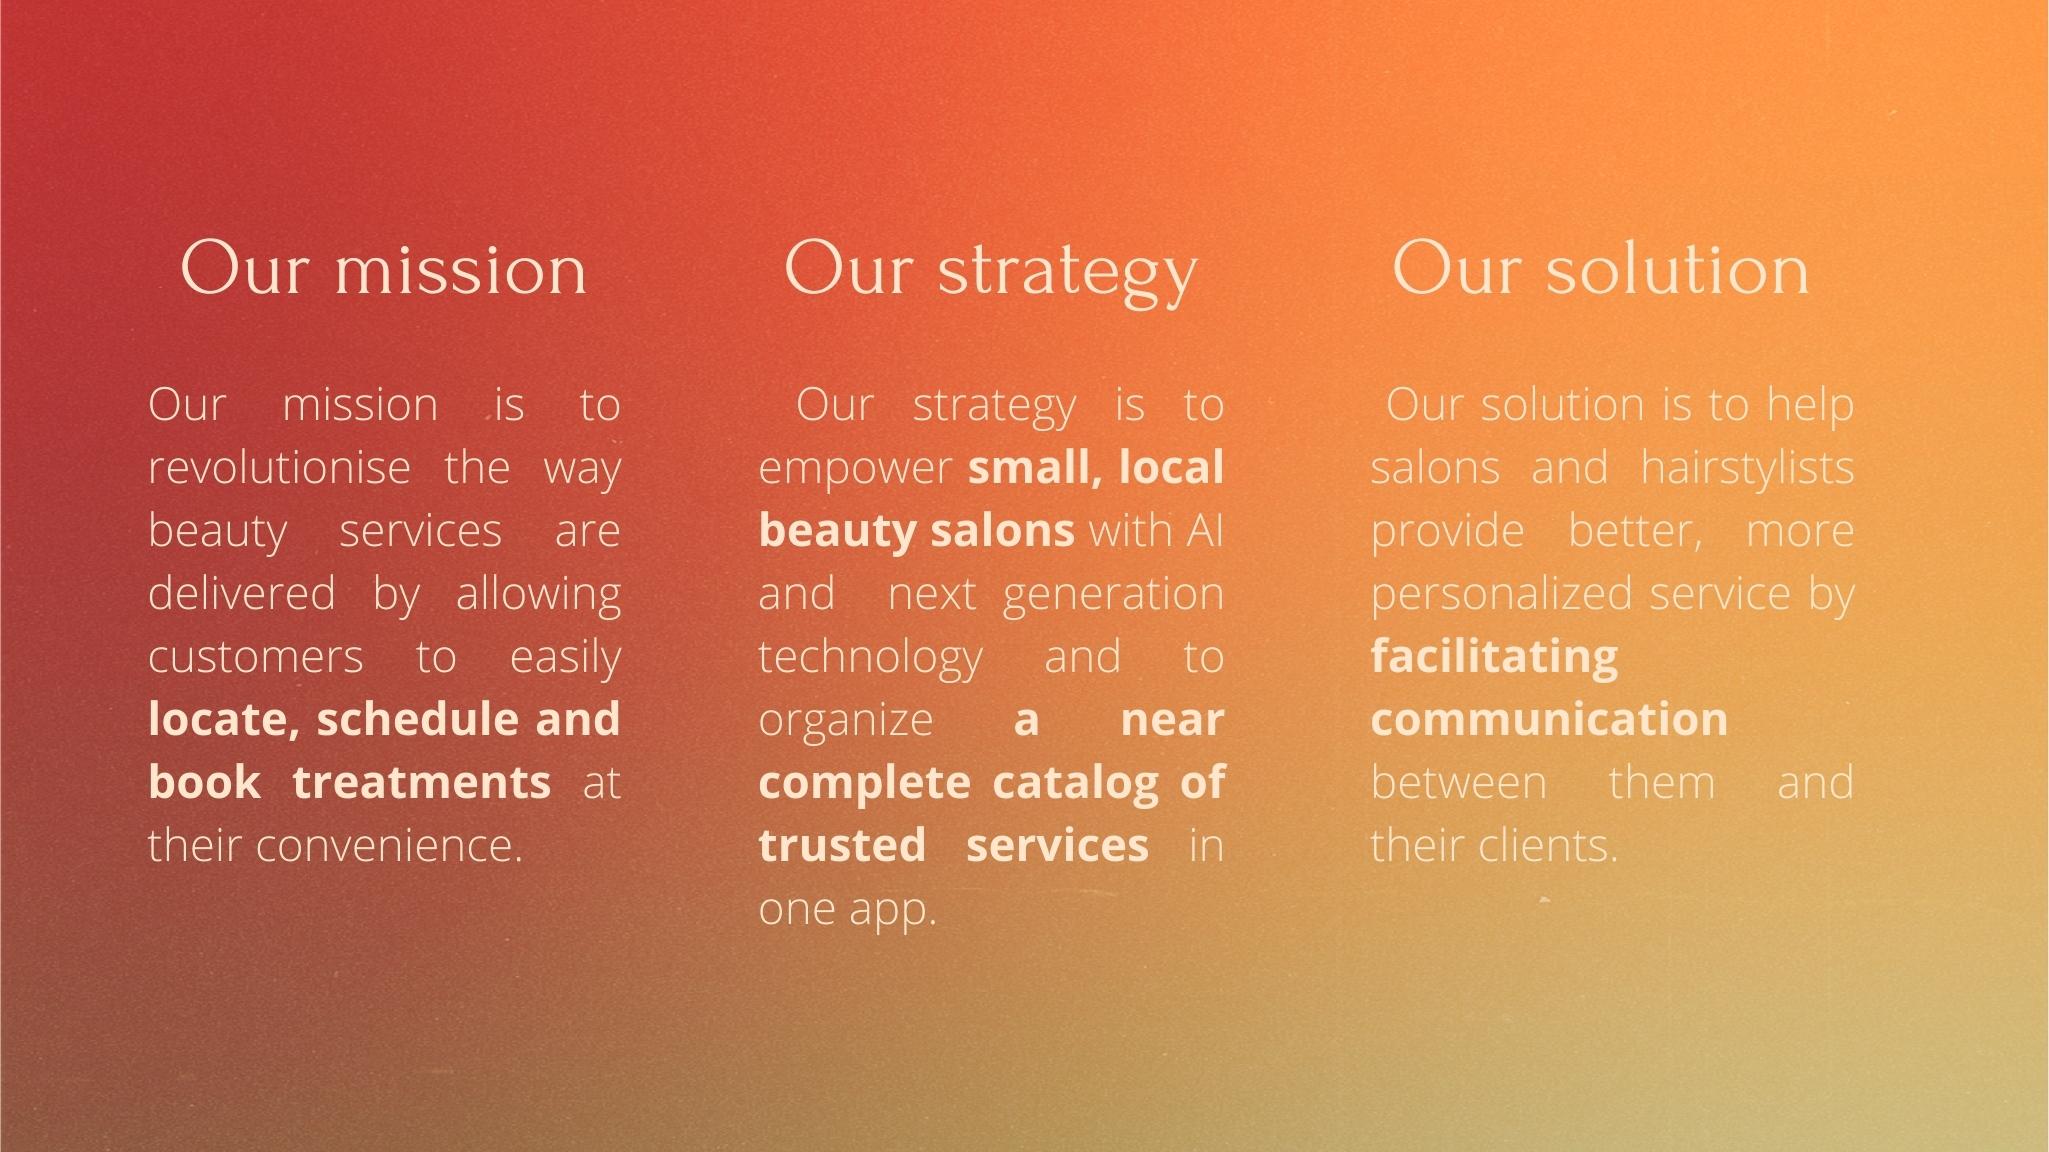 Our mission
Our mission is to
revolutionise the way
beauty services are
delivered by allowing
customers to easily
locate, schedule and
book treatments at
their convenience.
Our strategy
Our strategy is to
empower small, local
beauty salons with AI
and next generation
technology and to
organize a near
complete catalog of
trusted services in
one app.
Our solution
Our solution is to help
salons and hairstylists
provide better, more
personalized service by
facilitating
communication
between them and
their clients.